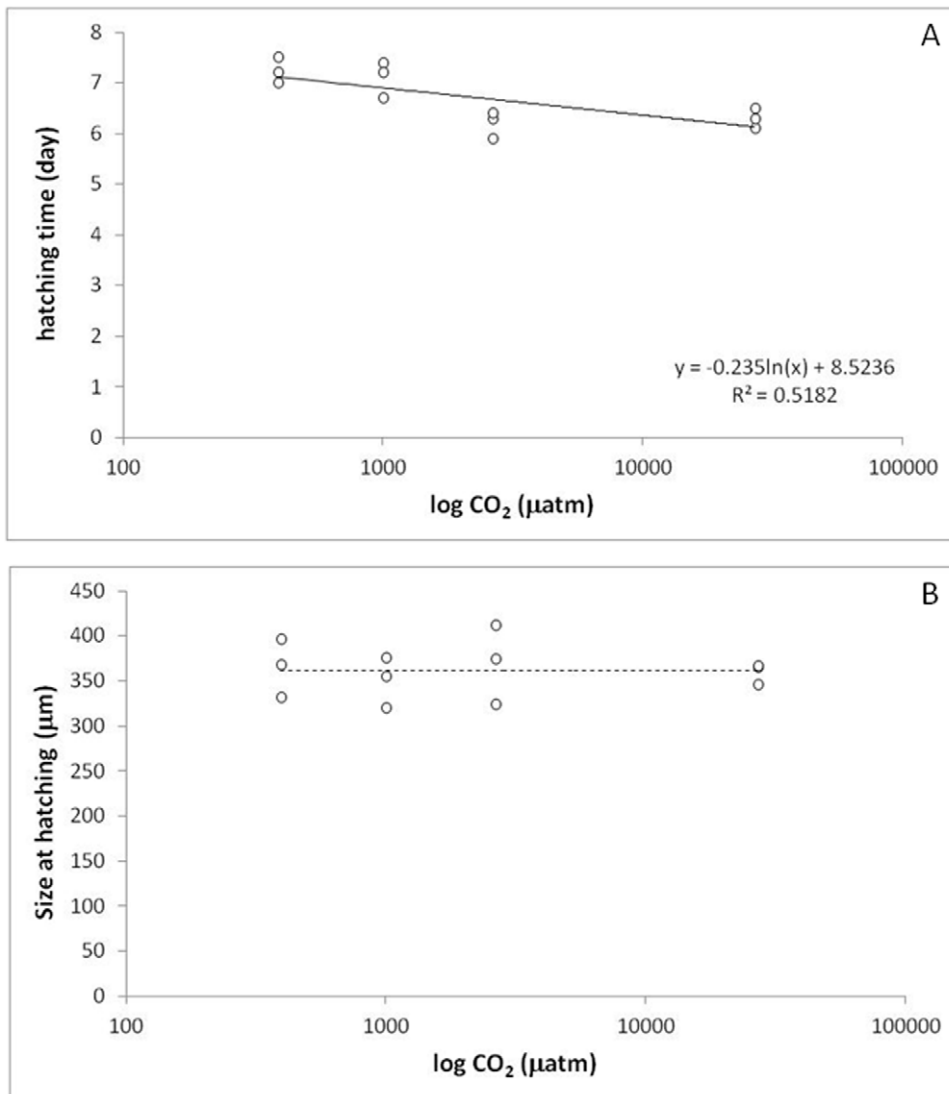 A
8
7
6
5
4
3
2
1
0
hatching time (day)
y = -0.235ln(x) + 8.5236
R² = 0.5182
100 1000 10000 100000
log CO₂ (μatm)
B
450
400
350
300
250
200
150
100
50
0
Size at hatching (μm)
100 1000 10000 100000
log CO₂ (μatm)